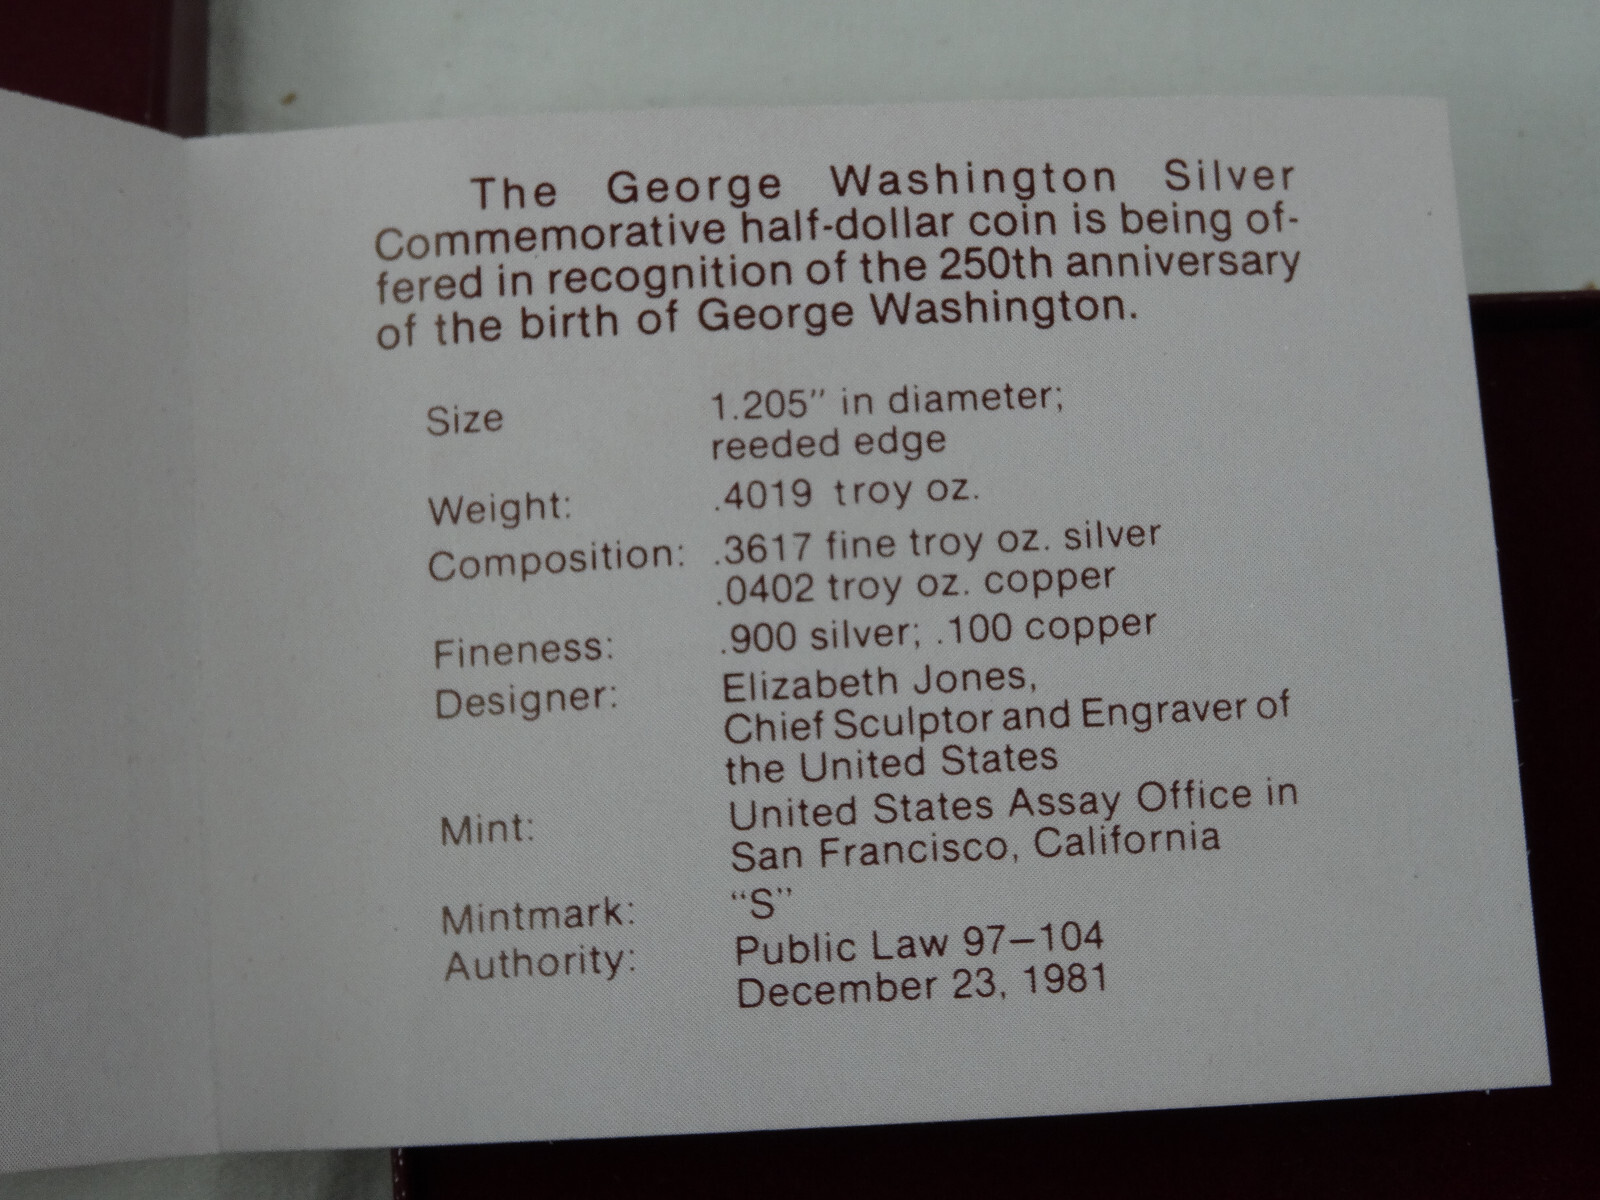 The George Washington Silver
Commemorative half-dollar coin is being of-
fered in recognition of the 250th anniversary
of the birth of George Washington.
Size 1.205″ in diameter;
reeded edge
Weight: .4019 troy oz.
Composition: .3617 fine troy oz. silver
.0402 troy oz. copper
Fineness: .900 silver; .100 copper
Designer: Elizabeth Jones,
Chief Sculptor and Engraver of
the United States
Mint: United States Assay Office in
San Francisco, California
Mintmark: “S”
Authority: Public Law 97–104
December 23, 1981